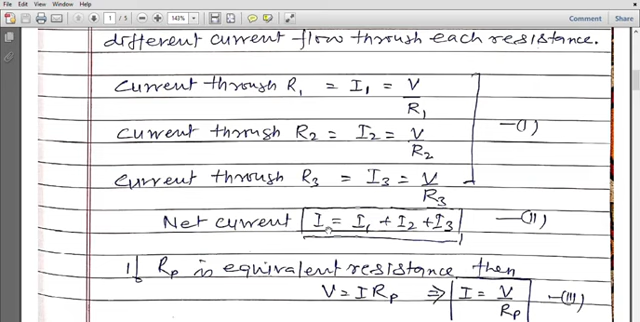 File Edit View Window Help
1 / 5 143% Comment Share
different current flow through each resistance.
Current through R₁ = I₁ = V/R₁
Current through R₂ = I₂ = V/R₂ —(I)
Current through R₃ = I₃ = V/R₃
Net current I = I₁ + I₂ + I₃ —(II)
If Rp is equivalent resistance then
V = I Rp ⇒ I = V/Rp —(III)